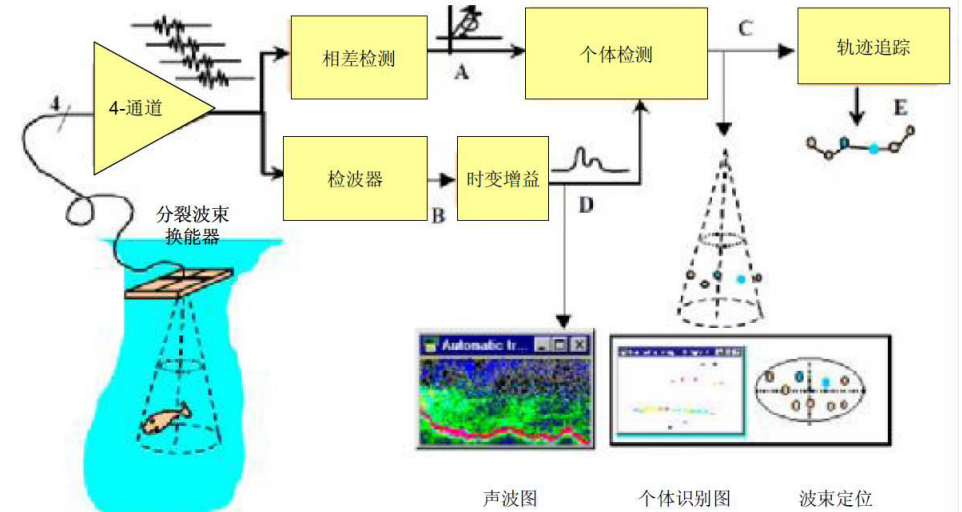 4
4-通道
相差检测
A
个体检测
C
轨迹追踪
E
检波器
B
时变增益
D
分裂波束
换能器
Automatic tr...
声波图
个体识别图
波束定位